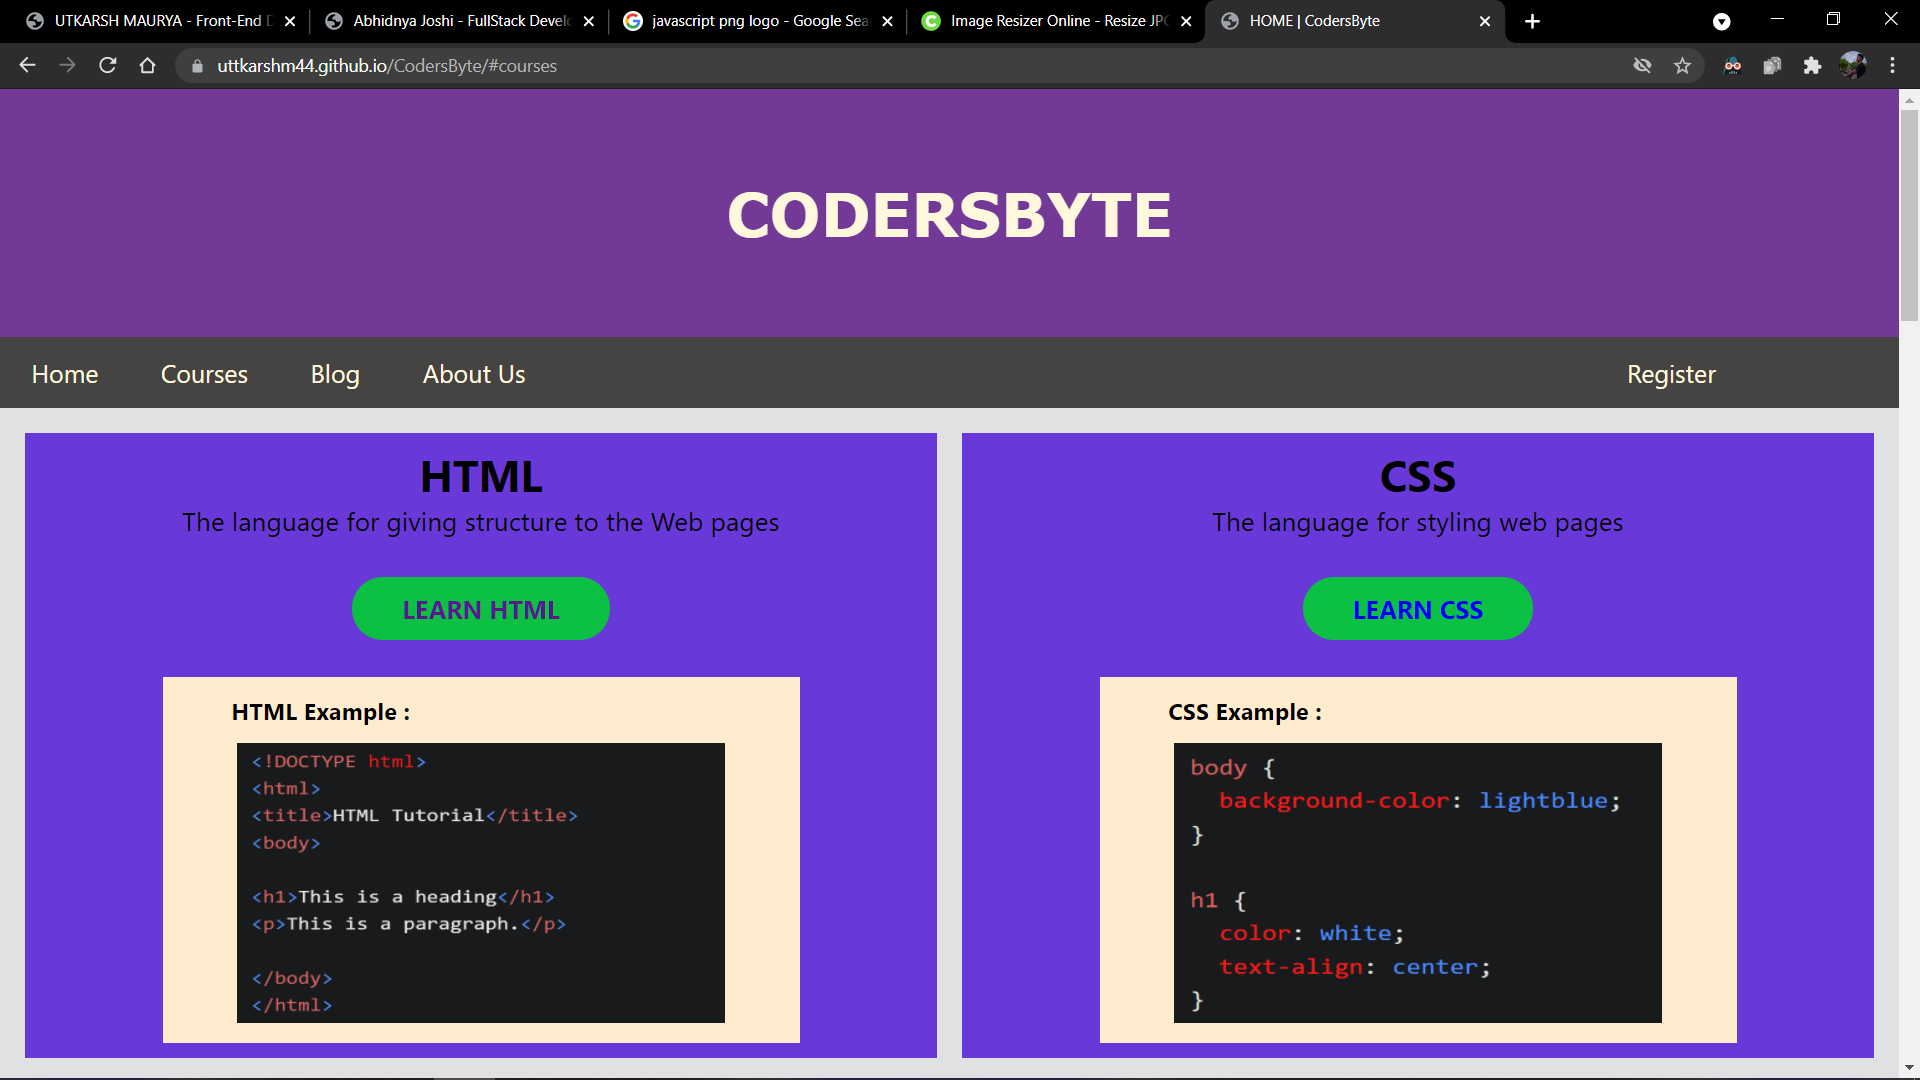 UTKARSH MAURYA - Front-End D
Abhidnya Joshi - FullStack Develo
javascript png logo - Google Sea
Image Resizer Online - Resize JPG
HOME | CodersByte
uttkarshm44.github.io/CodersByte/#courses
CODERSBYTE
Home Courses Blog About Us Register
HTML
The language for giving structure to the Web pages
LEARN HTML
HTML Example :
<!DOCTYPE html>
<html>
<title>HTML Tutorial</title>
<body>
<h1>This is a heading</h1>
<p>This is a paragraph.</p>
</body>
</html>
CSS
The language for styling web pages
LEARN CSS
CSS Example :
body {
background-color: lightblue;
}
h1 {
color: white;
text-align: center;
}